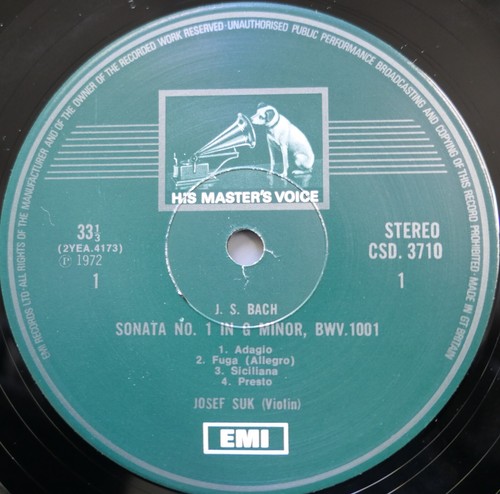 EMI RECORDS LTD·ALL RIGHTS OF THE MANUFACTURER AND OF THE OWNER OF THE RECORDED WORK RESERVED·UNAUTHORISED PUBLIC PERFORMANCE BROADCASTING AND COPYING OF THIS RECORD PROHIBITED·MADE IN GT BRITAIN
HIS MASTER'S VOICE
33⅓
(2YEA.4173)
Ⓟ 1972
1
STEREO
CSD. 3710
1
J. S. BACH
SONATA NO. 1 IN G MINOR, BWV.1001
1. Adagio
2. Fuga (Allegro)
3. Siciliana
4. Presto
JOSEF SUK (Violin)
EMI